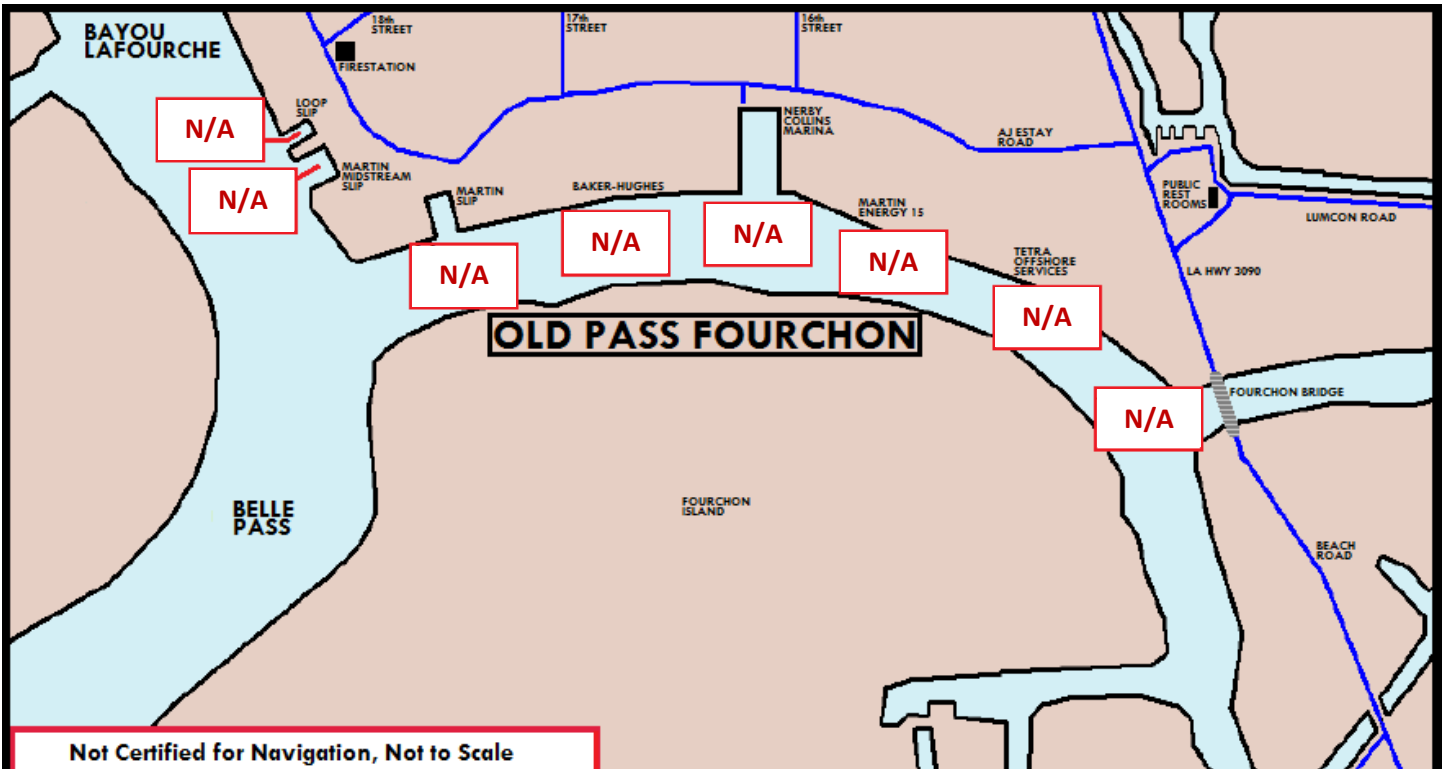 BAYOU
LAFOURCHE
18th
STREET
17th
STREET
16th
STREET
FIRESTATION
LOOP
SLIP
N/A
NERBY
COLLINS
MARINA
AJ ESTAY
ROAD
MARTIN
MIDSTREAM
SLIP
N/A
MARTIN
SLIP
BAKER-HUGHES
MARTIN
ENERGY 15
PUBLIC
REST
ROOMS
LUMCON ROAD
N/A
N/A
N/A
N/A
TETRA
OFFSHORE
SERVICES
LA HWY 3090
N/A
OLD PASS FOURCHON
N/A
FOURCHON BRIDGE
BELLE
PASS
FOURCHON
ISLAND
BEACH
ROAD
Not Certified for Navigation, Not to Scale